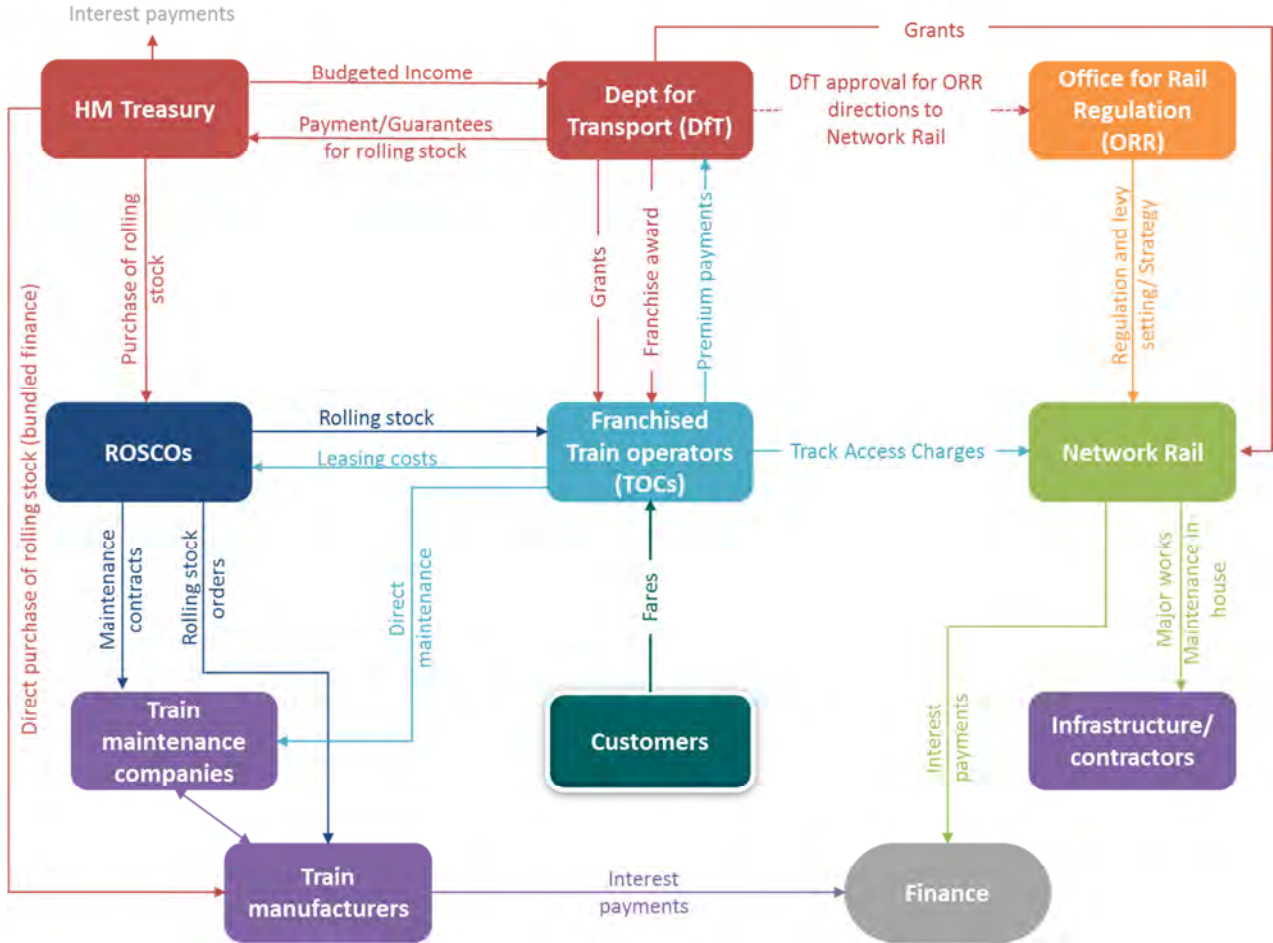 Interest payments
Grants
HM Treasury
Budgeted Income
Payment/Guarantees
for rolling stock
Dept for
Transport (DfT)
DfT approval for ORR
directions to
Network Rail
Office for Rail
Regulation
(ORR)
Direct purchase of rolling stock (bundled finance)
Purchase of rolling
stock
Grants
Franchise award
Premium payments
Regulation and levy
setting/ Strategy
ROSCOs
Rolling stock
Leasing costs
Franchised
Train operators
(TOCs)
Track Access Charges
Network Rail
Maintenance
contracts
Rolling stock
orders
Direct
maintenance
Fares
Interest
payments
Major works
Maintenance in-
house
Train
maintenance
companies
Customers
Infrastructure/
contractors
Train
manufacturers
Interest
payments
Finance